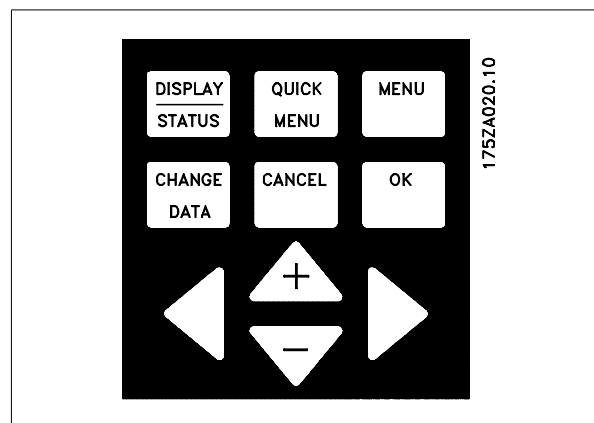 DISPLAY
STATUS
QUICK
MENU
MENU
CHANGE
DATA
CANCEL
OK
+
−
175ZA020.10